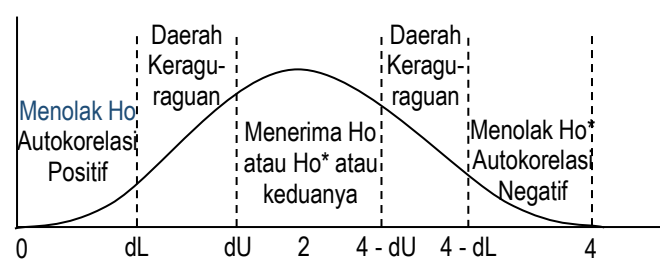 Daerah
Keragu-
raguan
Daerah
Keragu-
raguan
Menolak Ho
Autokorelasi
Positif
Menerima Ho
atau Ho* atau
keduanya
Menolak Ho*
Autokorelasi
Negatif
0 dL dU 2 4 - dU 4 - dL 4